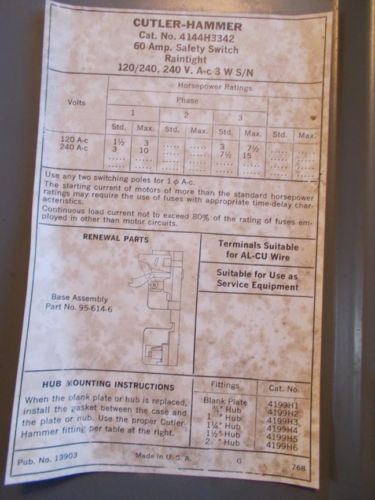 CUTLER-HAMMER
Cat. No. 4144H3342
60 Amp. Safety Switch
Raintight
120/240, 240 V. A-c 3 W S/N
Horsepower Ratings
Volts
Phase
1 2 3
Std. Max. Std. Max. Std. Max. Std. Max.
120 A-c 1½ 3 ..... ..... 3 7½ ..... .....
240 A-c 3 10 ..... ..... 7½ 15 ..... .....
Use any two switching poles for 1 ϕ A-c.
The starting current of motors of more than the standard horsepower
ratings may require the use of fuses with appropriate time-delay char-
acteristics.
Continuous load current not to exceed 80% of the rating of fuses em-
ployed in other than motor circuits.
RENEWAL PARTS
Base Assembly
Part No. 95-614-6
Terminals Suitable
for AL-CU Wire
Suitable for Use as
Service Equipment
HUB MOUNTING INSTRUCTIONS
When the blank plate or hub is replaced,
install the gasket between the case and
the plate or hub. Use the proper Cutler-
Hammer fitting per table at the right.
Fittings Cat. No.
Blank Plate 4199H1
¾" Hub 4199H2
1" Hub 4199H3
1¼" Hub 4199H4
1½" Hub 4199H5
2" Hub 4199H6
Pub. No. 13903 Made in U.S.A. G 768